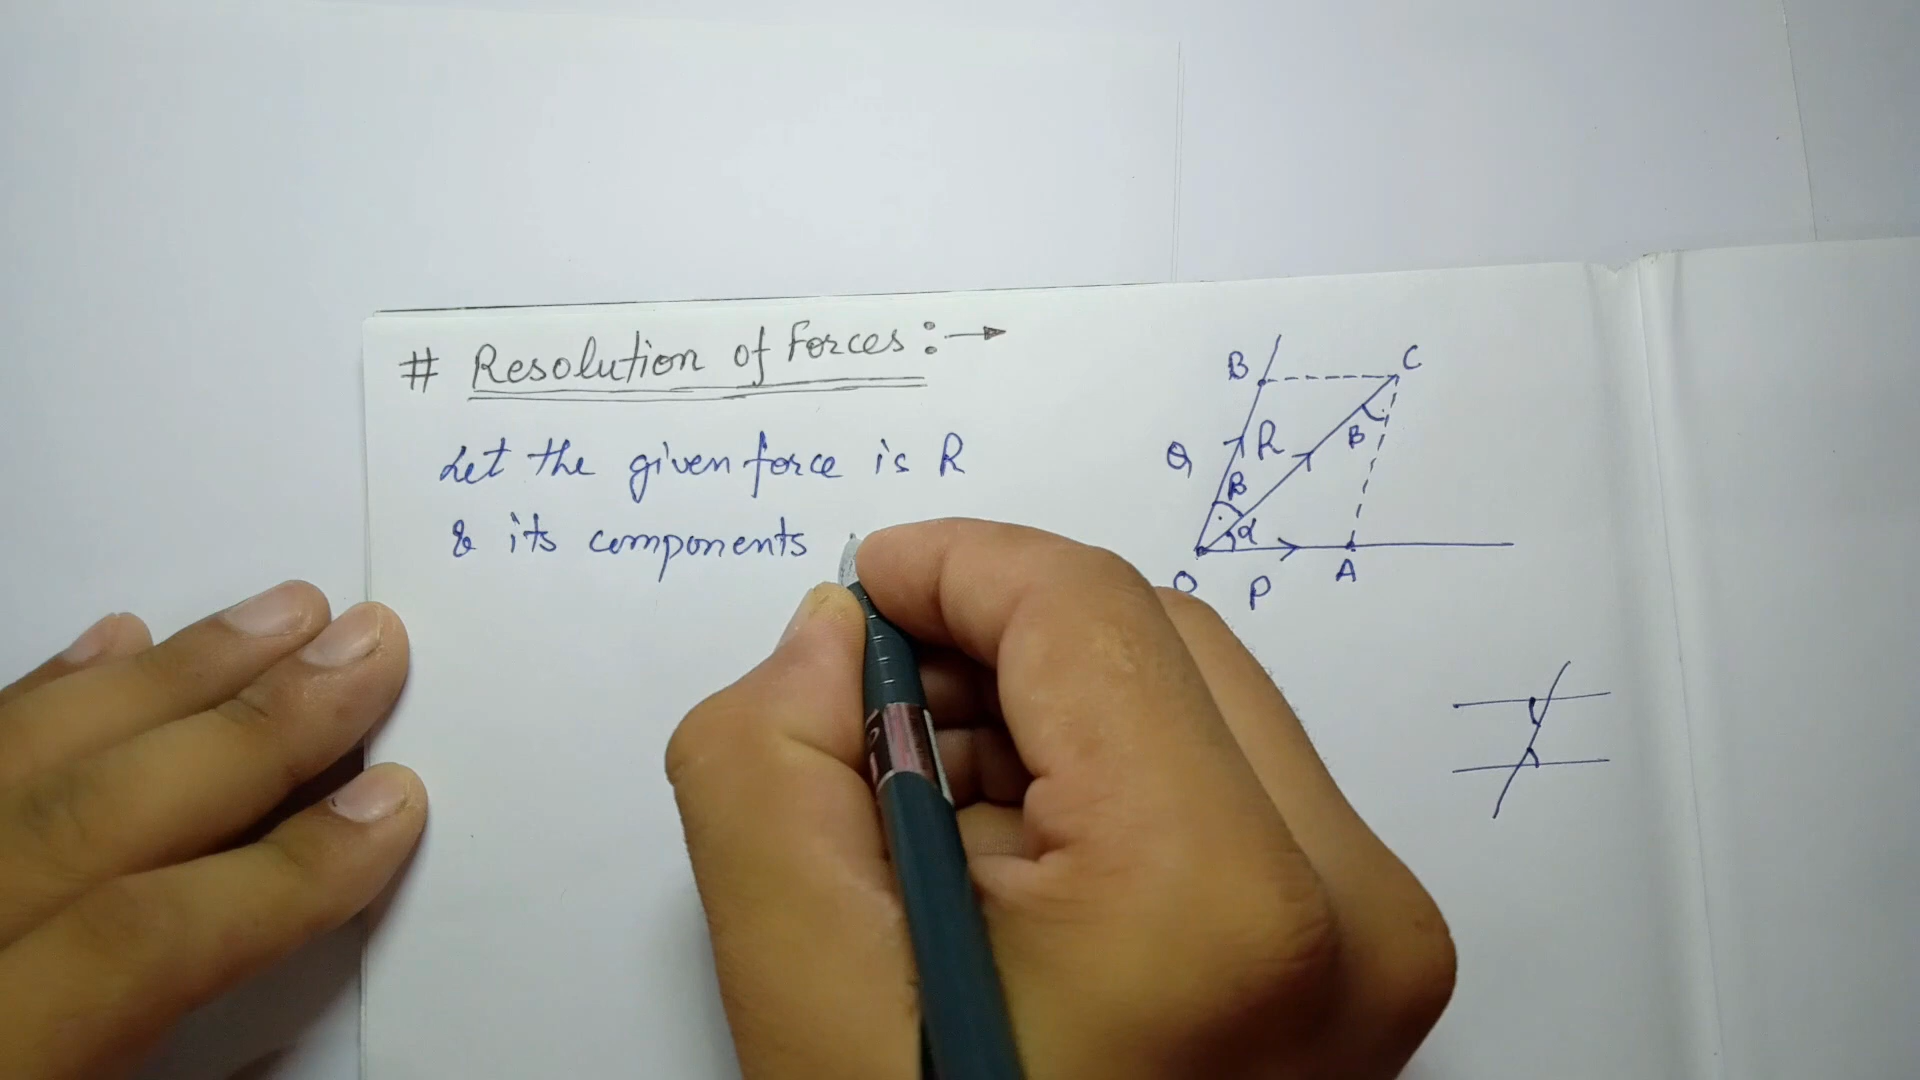 # Resolution of Forces :→
Let the given force is R
& its components
B
C
Q
R
B
B
α
O
P
A